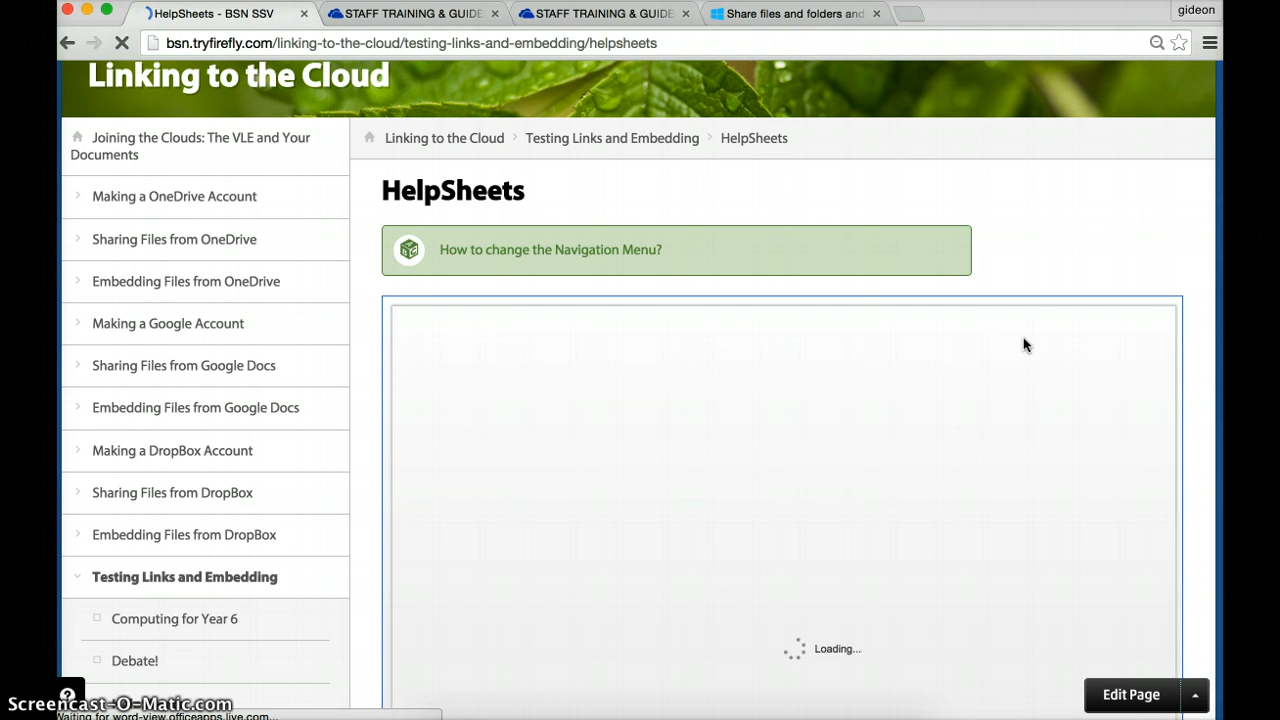 HelpSheets - BSN SSV
STAFF TRAINING & GUIDE
STAFF TRAINING & GUIDE
Share files and folders and
gideon
bsn.tryfirefly.com/linking-to-the-cloud/testing-links-and-embedding/helpsheets
Linking to the Cloud
Joining the Clouds: The VLE and Your
Documents
Making a OneDrive Account
Sharing Files from OneDrive
Embedding Files from OneDrive
Making a Google Account
Sharing Files from Google Docs
Embedding Files from Google Docs
Making a DropBox Account
Sharing Files from DropBox
Embedding Files from DropBox
Testing Links and Embedding
Computing for Year 6
Debate!
Linking to the Cloud
Testing Links and Embedding
HelpSheets
HelpSheets
How to change the Navigation Menu?
Loading...
Edit Page
?
Screencast-O-Matic.com
Waiting for word-view.officeapps.live.com...